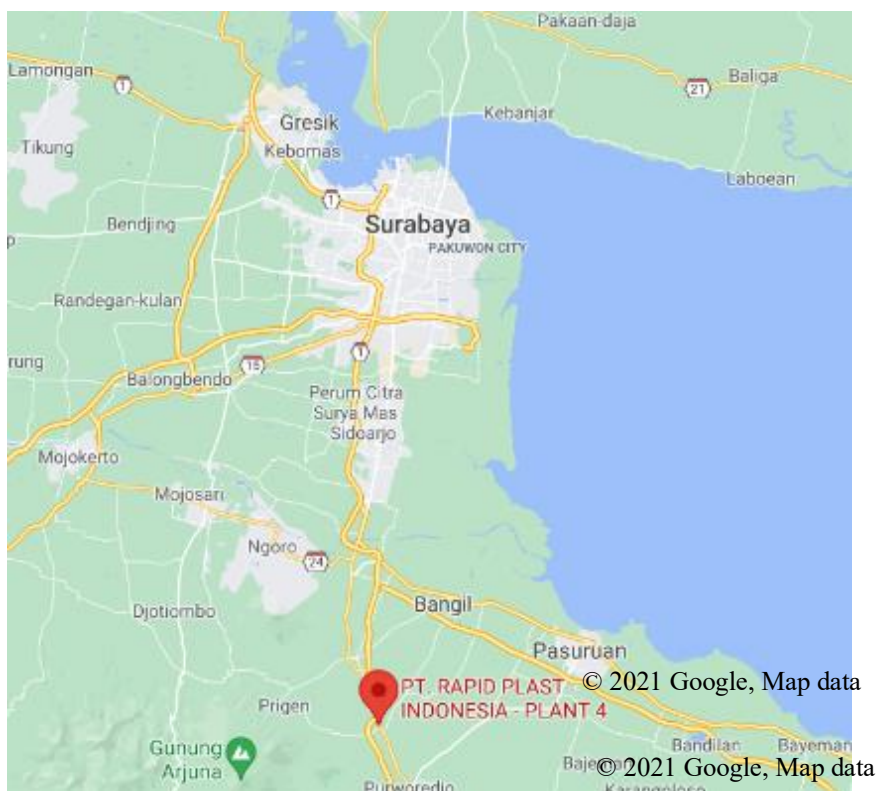 Pakaan-daja
Lamongan
1
Baliga
21
Gresik
Kebanjar
Tikung
Kebomas
Laboean
1
Bendjing
Surabaya
p
PAKUWON CITY
Randegan-kulan
1
rung
15
Balongbendo
Perum Citra
Surya Mas
Sidoarjo
Mojokerto
Mojosari
Ngoro
24
Djotiombo
Bangil
Pasuruan
PT. RAPID PLAST
INDONESIA - PLANT 4
© 2021 Google, Map data
Prigen
Gunung
Arjuna
Bandilan
Bayeman
Bajeman
© 2021 Google, Map data
Purworedjo
Karangoloso